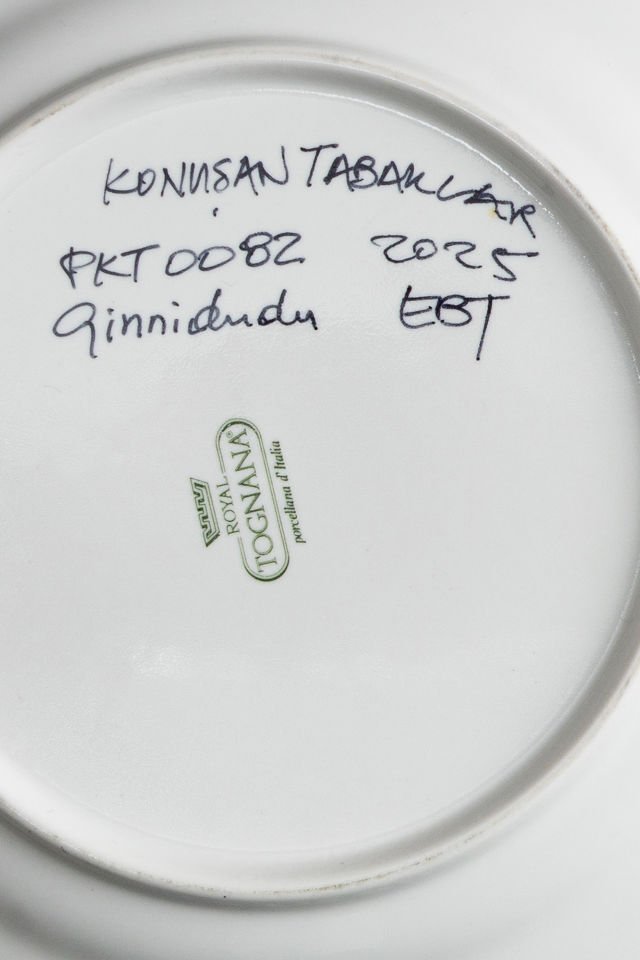 KONUŞAN TABAKLAR
PKT0082 2025
Ginnidudu EBT
ROYAL
TOGNANA®
porcellana d'Italia